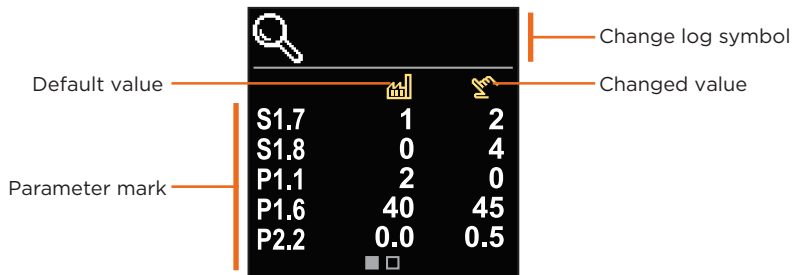 Change log symbol
Default value
Changed value
S1.7 1 2
S1.8 0 4
Parameter mark
P1.1 2 0
P1.6 40 45
P2.2 0.0 0.5